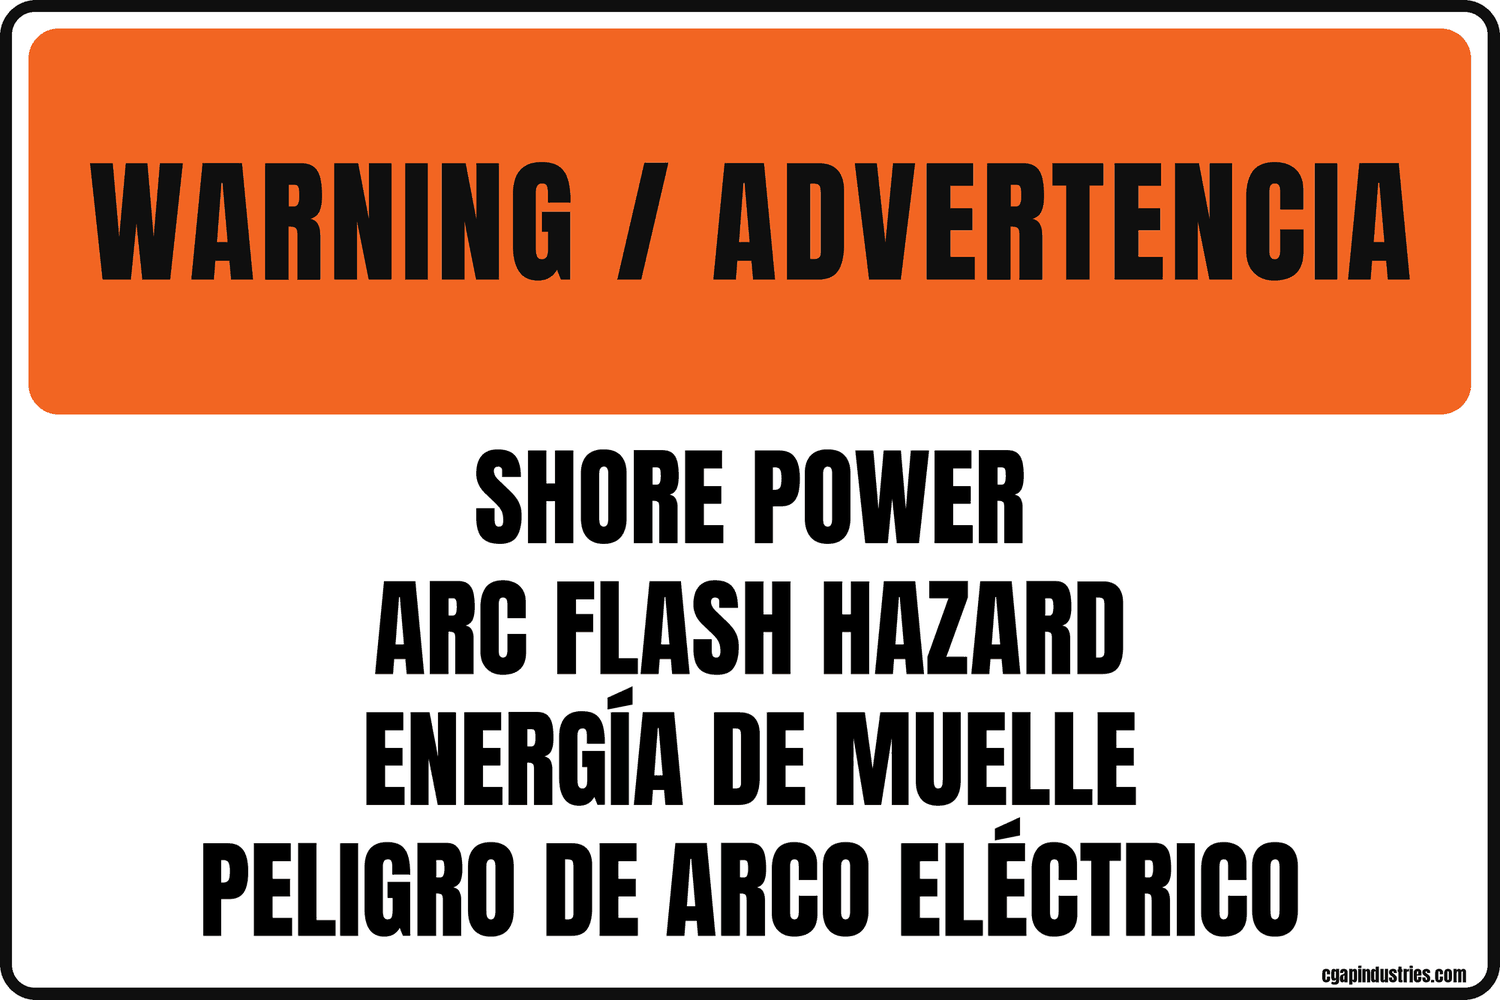 WARNING / ADVERTENCIA
SHORE POWER
ARC FLASH HAZARD
ENERGÍA DE MUELLE
PELIGRO DE ARCO ELÉCTRICO
cgapindustries.com